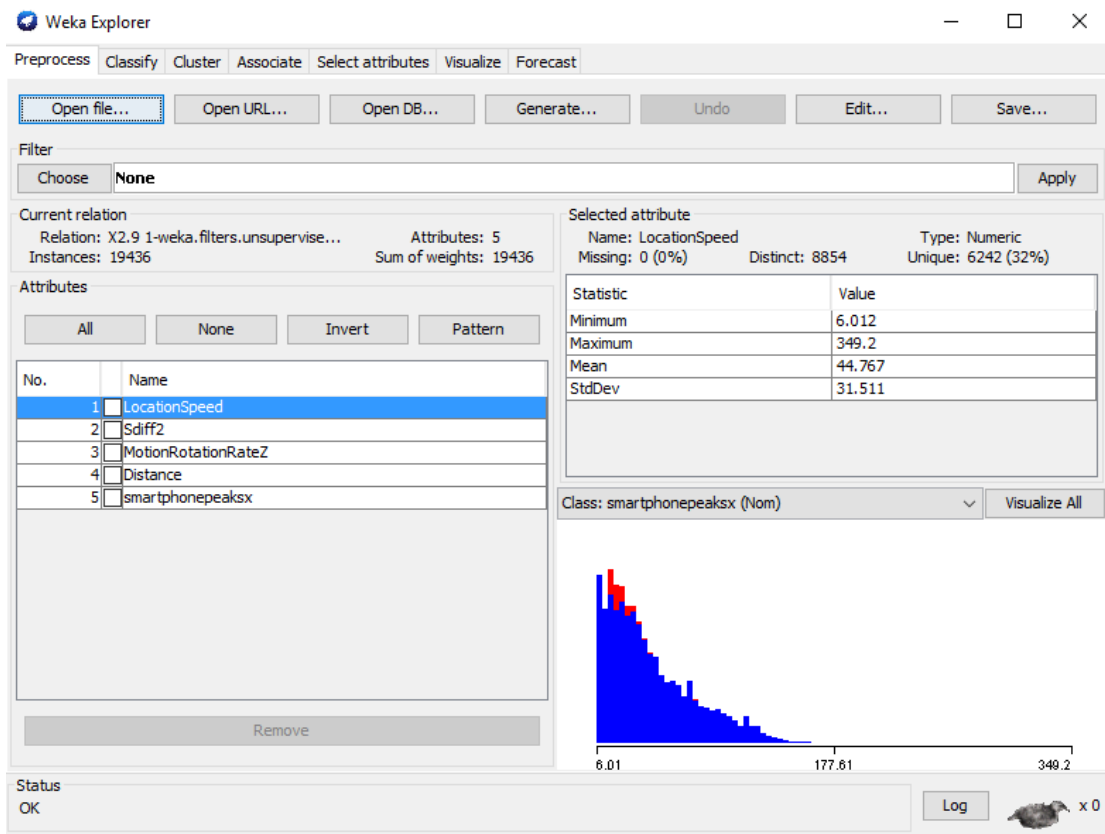 Weka Explorer
Preprocess Classify Cluster Associate Select attributes Visualize Forecast
Open file... Open URL... Open DB... Generate... Undo Edit... Save...
Filter
Choose None Apply
Current relation
Relation: X2.9 1-weka.filters.unsupervise... Attributes: 5
Instances: 19436 Sum of weights: 19436
Attributes
All None Invert Pattern
No. Name
1 LocationSpeed
2 Sdiff2
3 MotionRotationRateZ
4 Distance
5 smartphonepeaksx
Remove
Selected attribute
Name: LocationSpeed Type: Numeric
Missing: 0 (0%) Distinct: 8854 Unique: 6242 (32%)
Statistic Value
Minimum 6.012
Maximum 349.2
Mean 44.767
StdDev 31.511
Class: smartphonepeaksx (Nom) Visualize All
6.01 177.61 349.2
Status
OK Log x 0